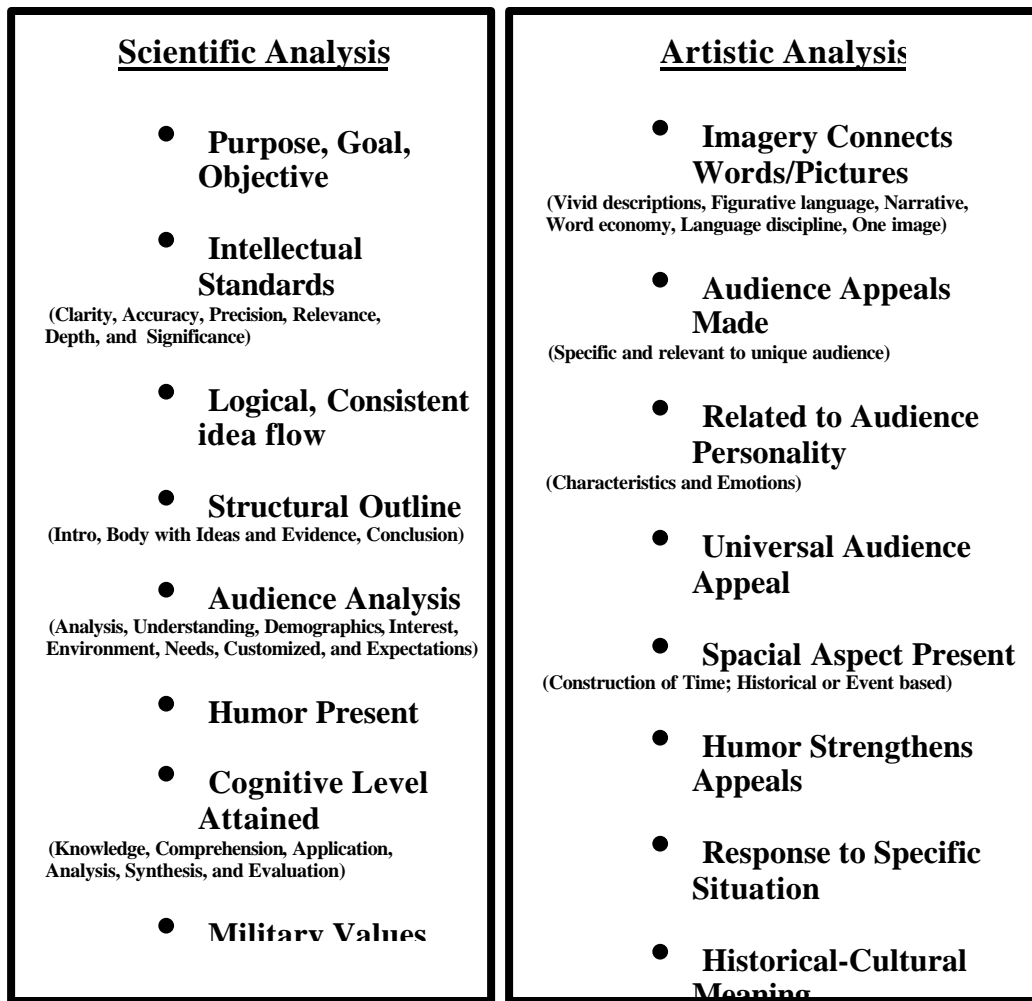 Scientific Analysis
• Purpose, Goal,
Objective
• Intellectual
Standards
(Clarity, Accuracy, Precision, Relevance,
Depth, and Significance)
• Logical, Consistent
idea flow
• Structural Outline
(Intro, Body with Ideas and Evidence, Conclusion)
• Audience Analysis
(Analysis, Understanding, Demographics, Interest,
Environment, Needs, Customized, and Expectations)
• Humor Present
• Cognitive Level
Attained
(Knowledge, Comprehension, Application,
Analysis, Synthesis, and Evaluation)
• Military Values
Artistic Analysis
• Imagery Connects
Words/Pictures
(Vivid descriptions, Figurative language, Narrative,
Word economy, Language discipline, One image)
• Audience Appeals
Made
(Specific and relevant to unique audience)
• Related to Audience
Personality
(Characteristics and Emotions)
• Universal Audience
Appeal
• Spacial Aspect Present
(Construction of Time; Historical or Event based)
• Humor Strengthens
Appeals
• Response to Specific
Situation
• Historical-Cultural
Meaning